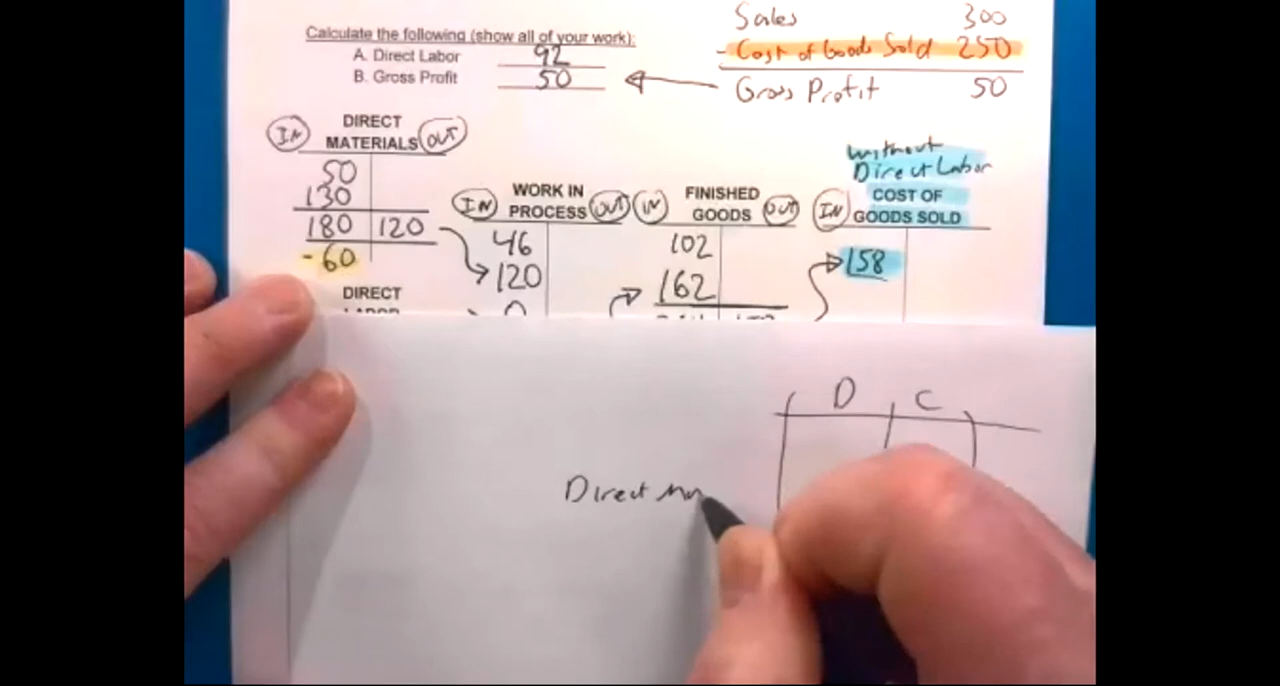 Sales 300
- Cost of Goods Sold 250
Gross Profit 50
Calculate the following (show all of your work):
A. Direct Labor 92
B. Gross Profit 50
IN DIRECT MATERIALS OUT
50
130
180 120
-60
DIRECT
LABOR
IN WORK IN PROCESS OUT
46
120
0
IN FINISHED GOODS OUT
102
162
Without
Direct Labor
IN COST OF GOODS SOLD
158
D C
Direct